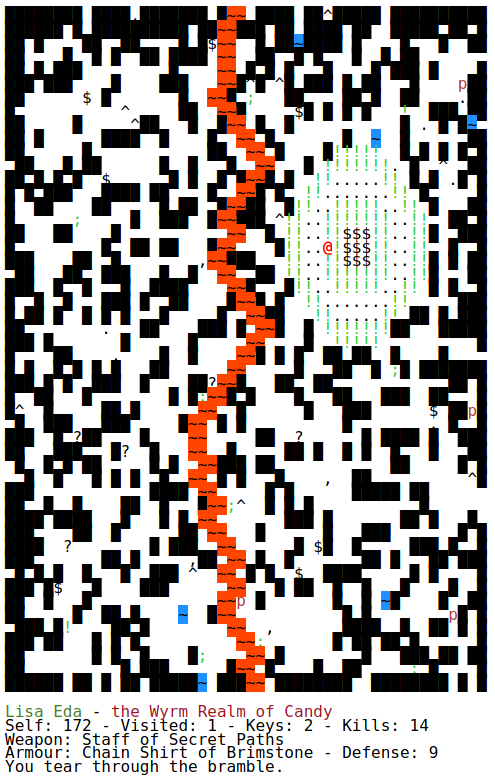 Lisa Eda - the Wyrm Realm of Candy
Self: 172 - Visited: 1 - Keys: 2 - Kills: 14
Weapon: Staff of Secret Paths
Armour: Chain Shirt of Brimstone - Defense: 9
You tear through the bramble.